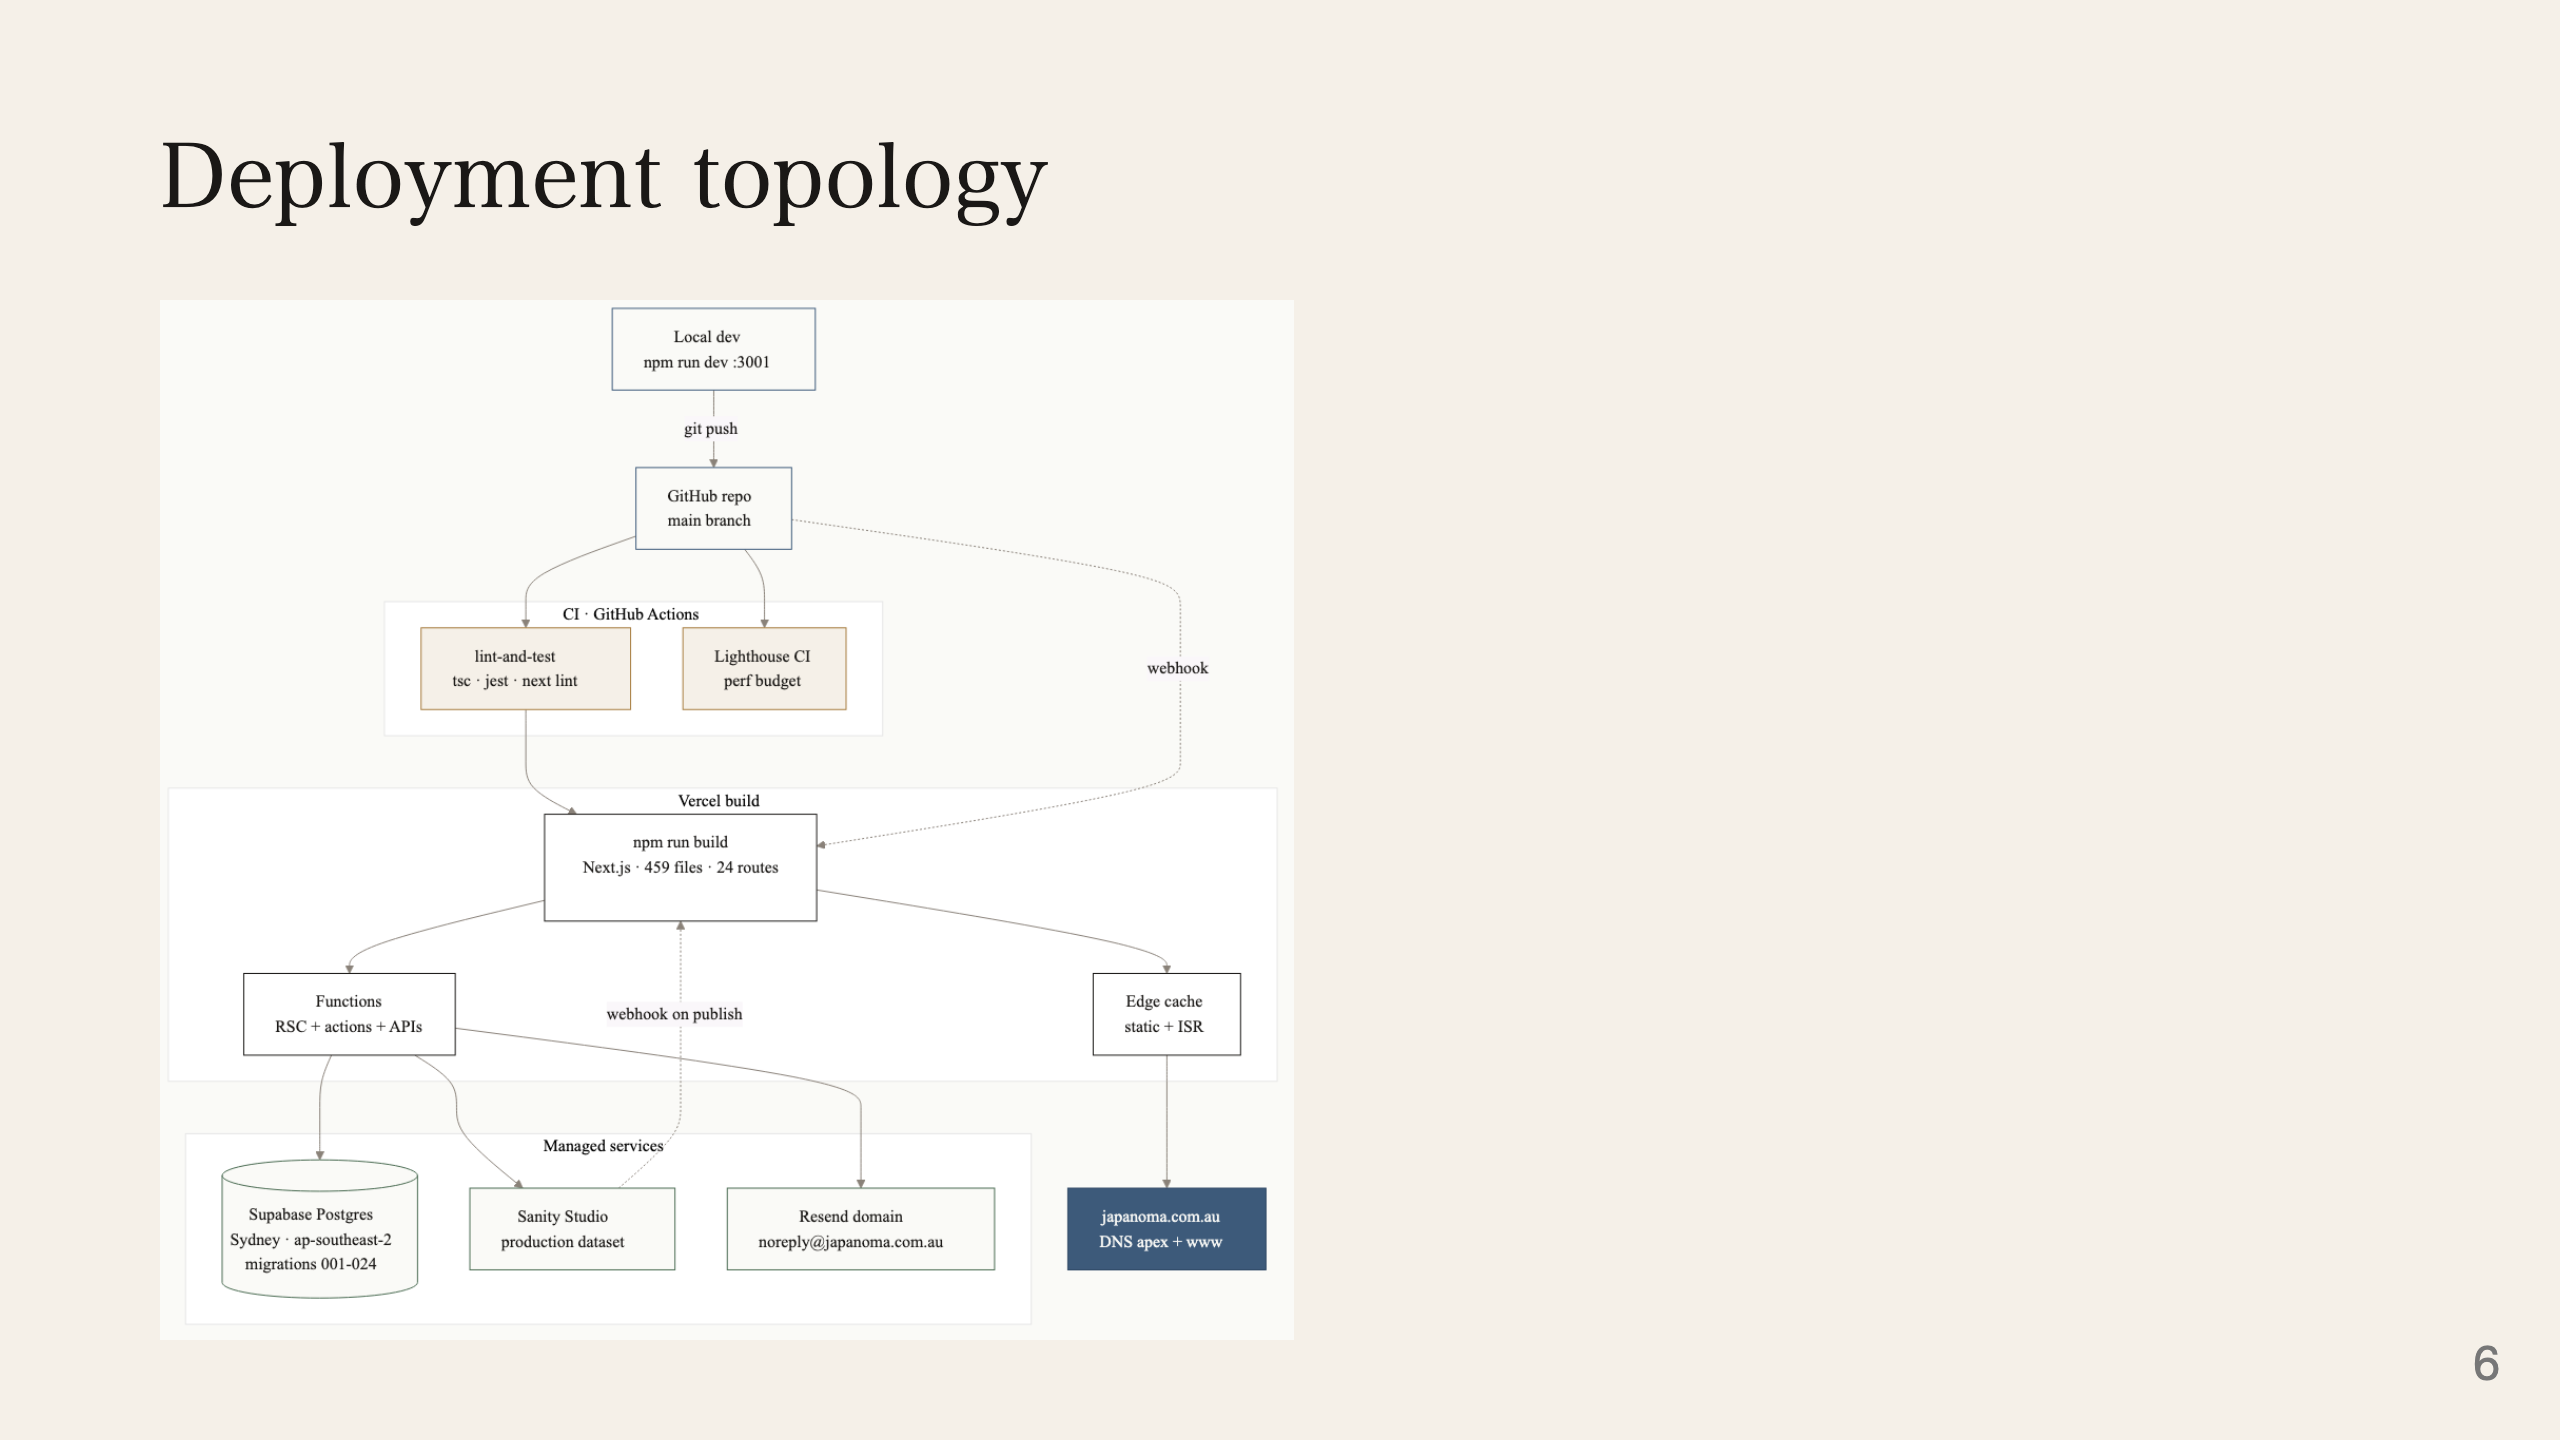 Deployment topology
Local dev
npm run dev :3001
git push
GitHub repo
main branch
CI · GitHub Actions
lint-and-test
tsc · jest · next lint
Lighthouse CI
perf budget
webhook
Vercel build
npm run build
Next.js · 459 files · 24 routes
Functions
RSC + actions + APIs
webhook on publish
Edge cache
static + ISR
Managed services
Supabase Postgres
Sydney · ap-southeast-2
migrations 001-024
Sanity Studio
production dataset
Resend domain
noreply@japanoma.com.au
japanoma.com.au
DNS apex + www
6